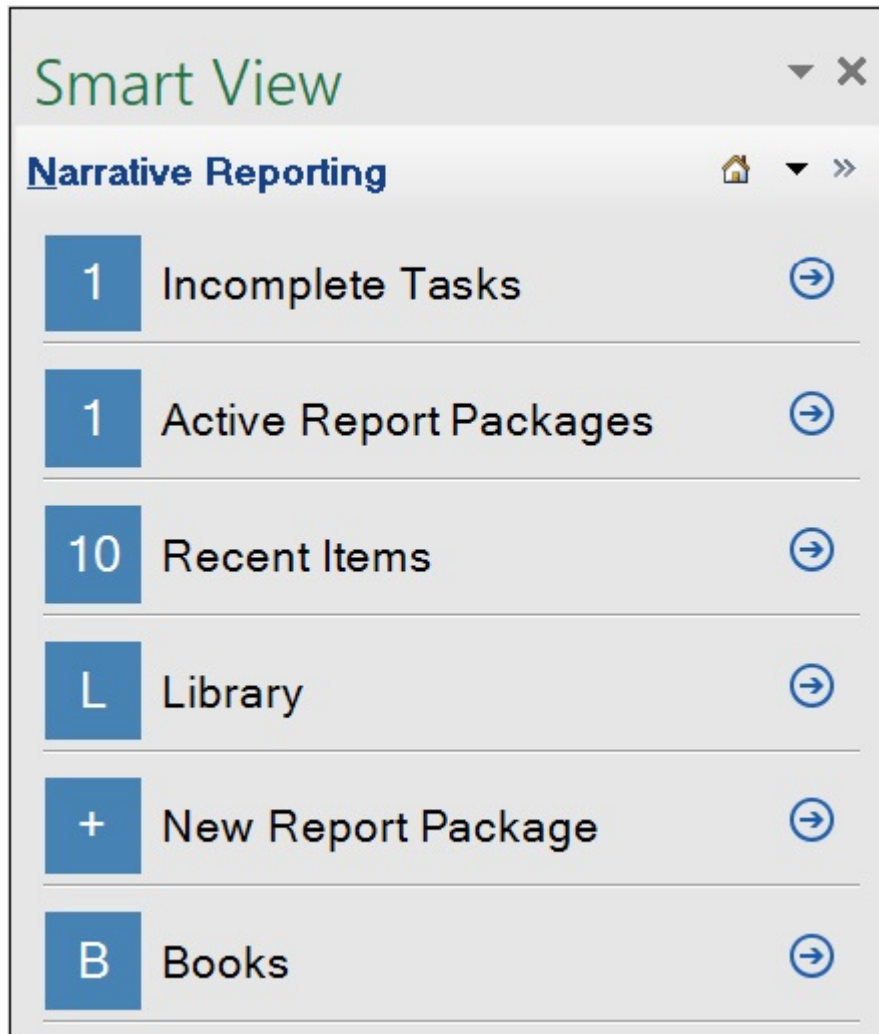 Smart View
Narrative Reporting
1 Incomplete Tasks
1 Active Report Packages
10 Recent Items
L Library
+ New Report Package
B Books